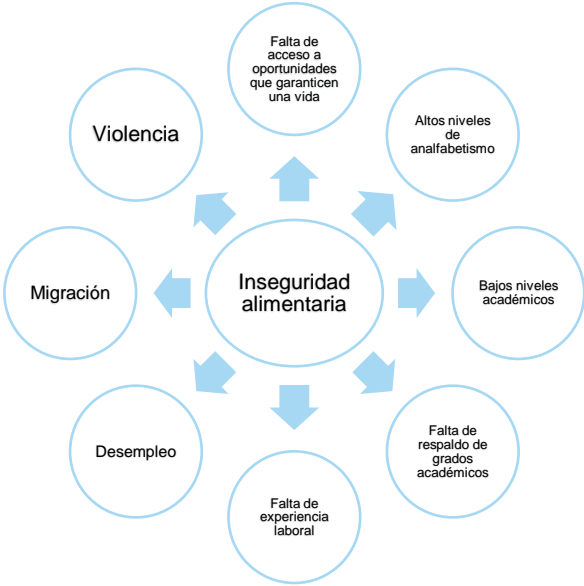 Falta de
acceso a
oportunidades
que garanticen
una vida
Altos niveles
de
analfabetismo
Bajos niveles
académicos
Falta de
respaldo de
grados
académicos
Falta de
experiencia
laboral
Desempleo
Migración
Violencia
Inseguridad
alimentaria